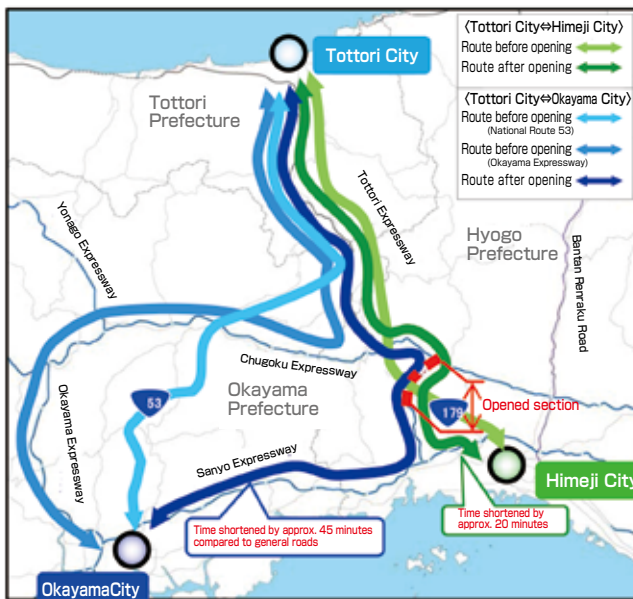 〈Tottori City⇔Himeji City〉
Route before opening
Route after opening
〈Tottori City⇔Okayama City〉
Route before opening
(National Route 53)
Route before opening
(Okayama Expressway)
Route after opening
Tottori City
Tottori
Prefecture
Tottori Expressway
Hyogo
Prefecture
Bantan Renraku Road
Yonago Expressway
Chugoku Expressway
Okayama Expressway
53
Okayama
Prefecture
179
Opened section
Sanyo Expressway
Himeji City
Time shortened by approx. 45 minutes
compared to general roads
Time shortened by
approx. 20 minutes
OkayamaCity